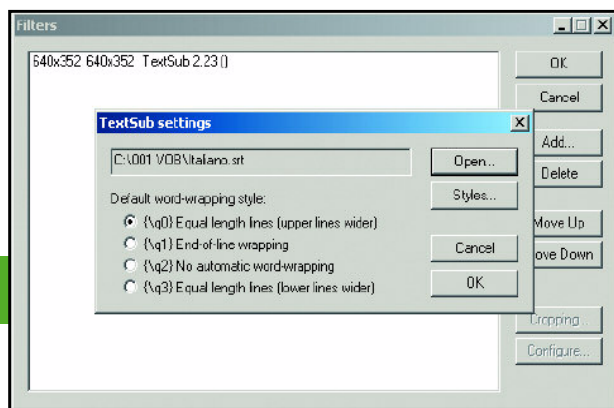 Filters
640x352 640x352 TextSub 2.23 ()
OK
Cancel
Add...
Delete
Move Up
ove Down
Cropping...
Configure...
TextSub settings
C:\001 VOB\Italiano.srt
Open...
Default word-wrapping style:
Styles...
{\q0} Equal length lines (upper lines wider)
{\q1} End-of-line wrapping
{\q2} No automatic word-wrapping
{\q3} Equal length lines (lower lines wider)
Cancel
OK